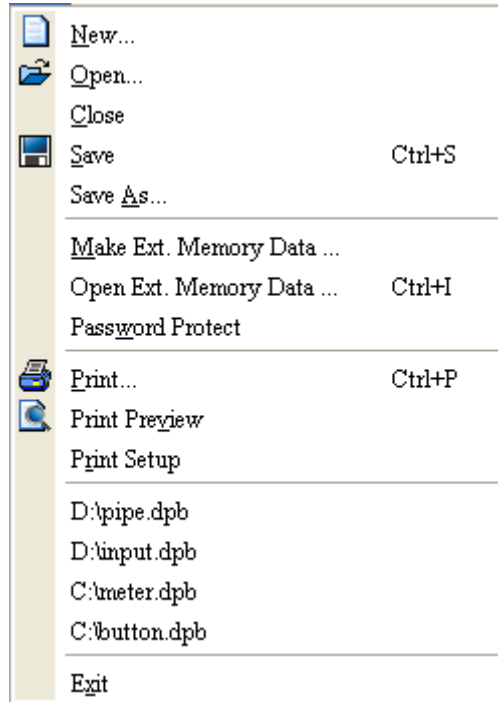 New...
Open...
Close
Save Ctrl+S
Save As...
Make Ext. Memory Data ...
Open Ext. Memory Data ... Ctrl+I
Password Protect
Print... Ctrl+P
Print Preview
Print Setup
D:\pipe.dpb
D:\input.dpb
C:\meter.dpb
C:\button.dpb
Exit